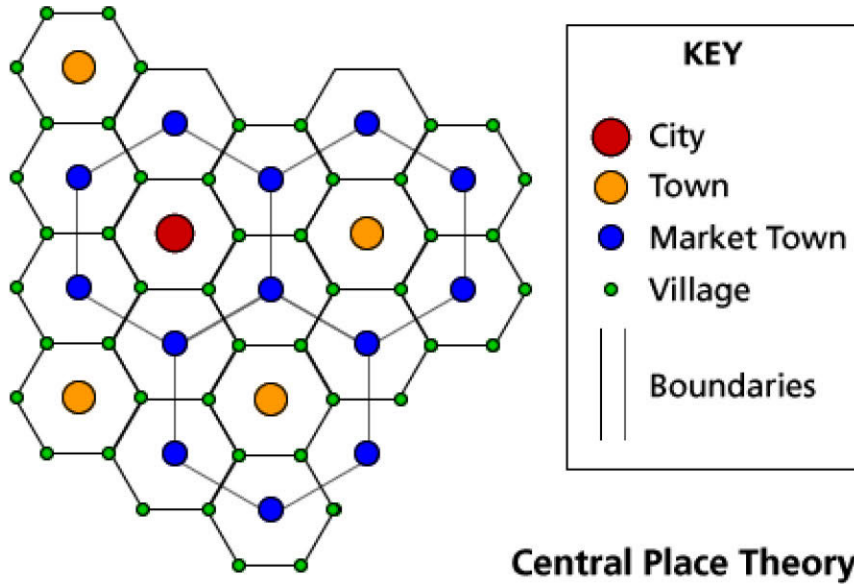 KEY
City
Town
Market Town
Village
Boundaries
Central Place Theory